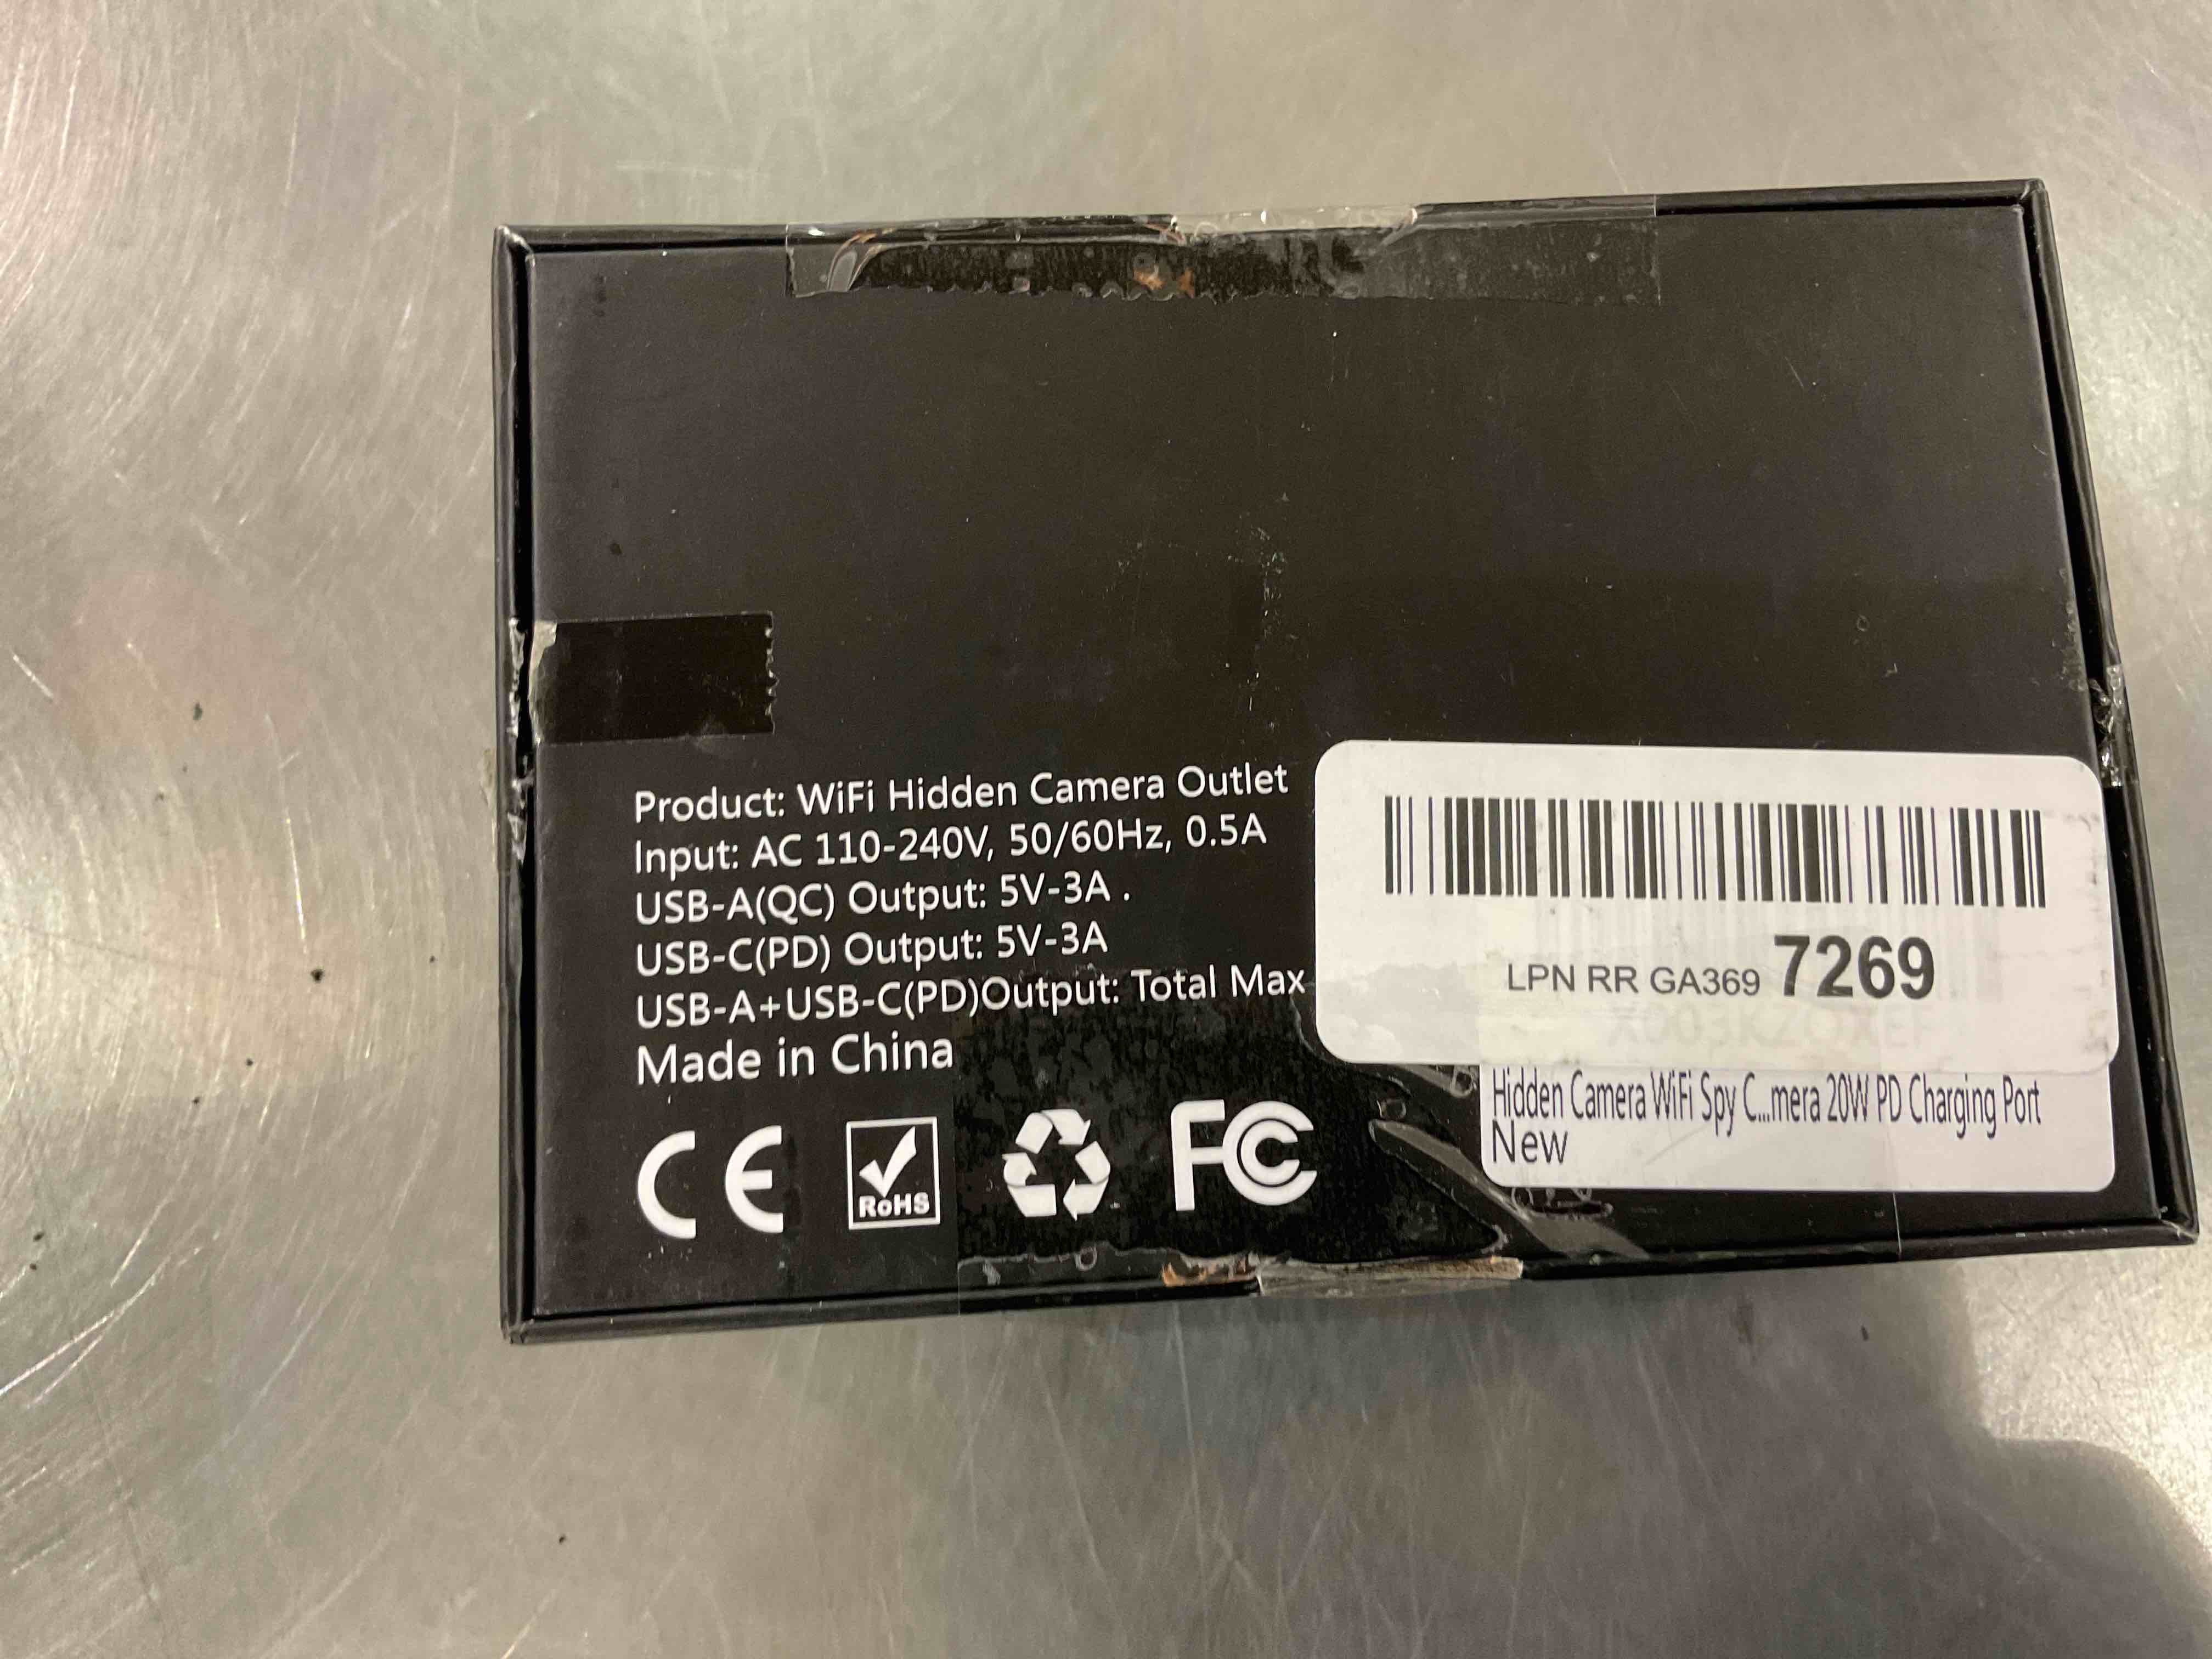 Product: WiFi Hidden Camera Outlet
Input: AC 110-240V, 50/60Hz, 0.5A
USB-A(QC) Output: 5V-3A .
USB-C(PD) Output: 5V-3A
USB-A+USB-C(PD)Output: Total Max
Made in China
CE
RoHS
FC
LPN RR GA369 7269
X003KZQXEF
Hidden Camera WiFi Spy C...mera 20W PD Charging Port
New